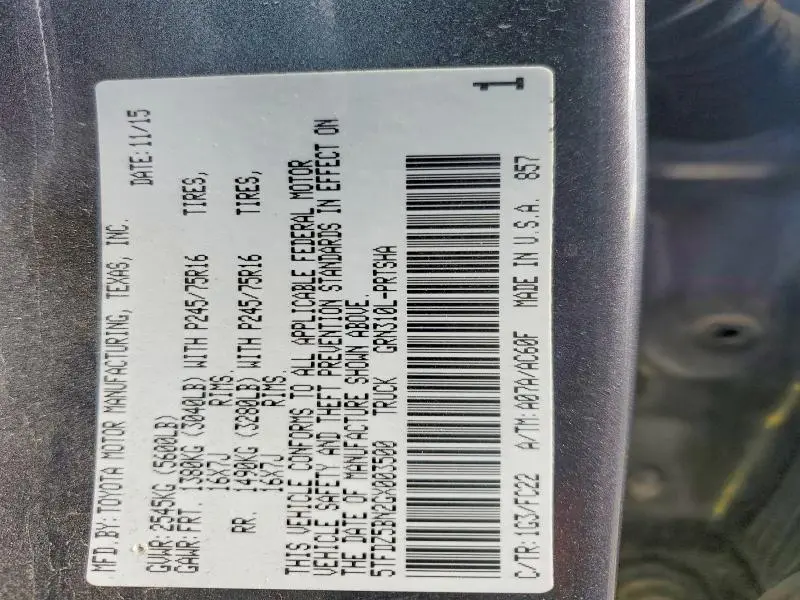 MFD.BY:TOYOTA MOTOR MANUFACTURING, TEXAS, INC. DATE:11/15
GVWR:2545KG (5600LB)
GAWR:FRT. 1380KG (3040LB) WITH P245/75R16 TIRES,
16X7J RIMS.
RR. 1490KG (3280LB) WITH P245/75R16 TIRES,
16X7J RIMS.
THIS VEHICLE CONFORMS TO ALL APPLICABLE FEDERAL MOTOR
VEHICLE SAFETY AND THEFT PREVENTION STANDARDS IN EFFECT ON
THE DATE OF MANUFACTURE SHOWN ABOVE.
5TFDZ5BN2GX003500 TRUCK GRN310L-PRTSHA
C/TR:1G3/FC22 A/TM:A07A/AC60F MADE IN U.S.A. 857
1